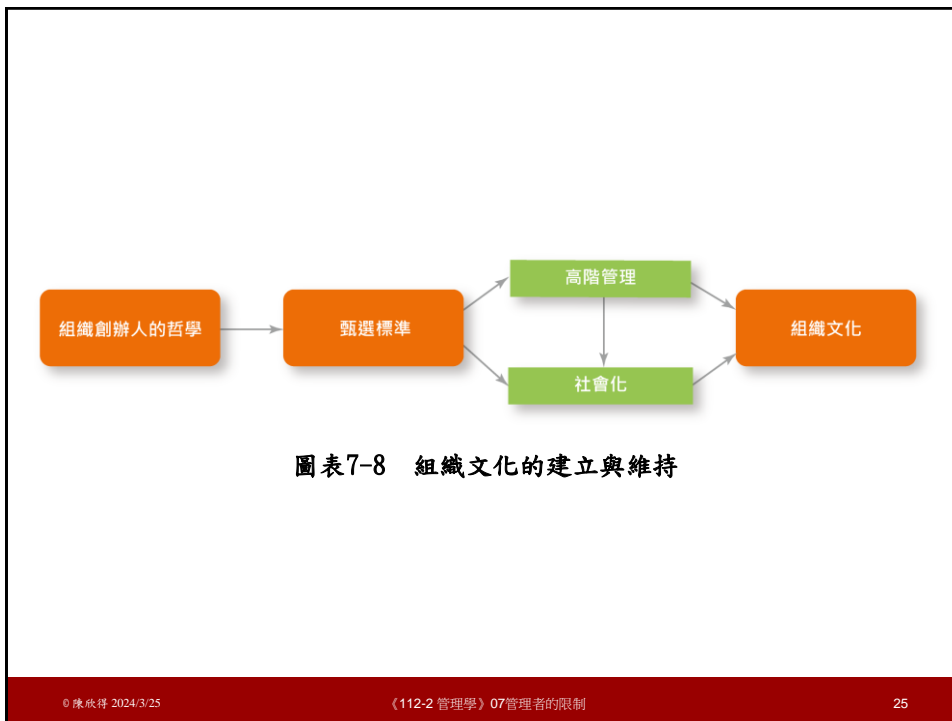 組織創辦人的哲學
甄選標準
高階管理
社會化
組織文化
圖表7-8 組織文化的建立與維持
© 陳欣得 2024/3/25
《112-2 管理學》07管理者的限制
25